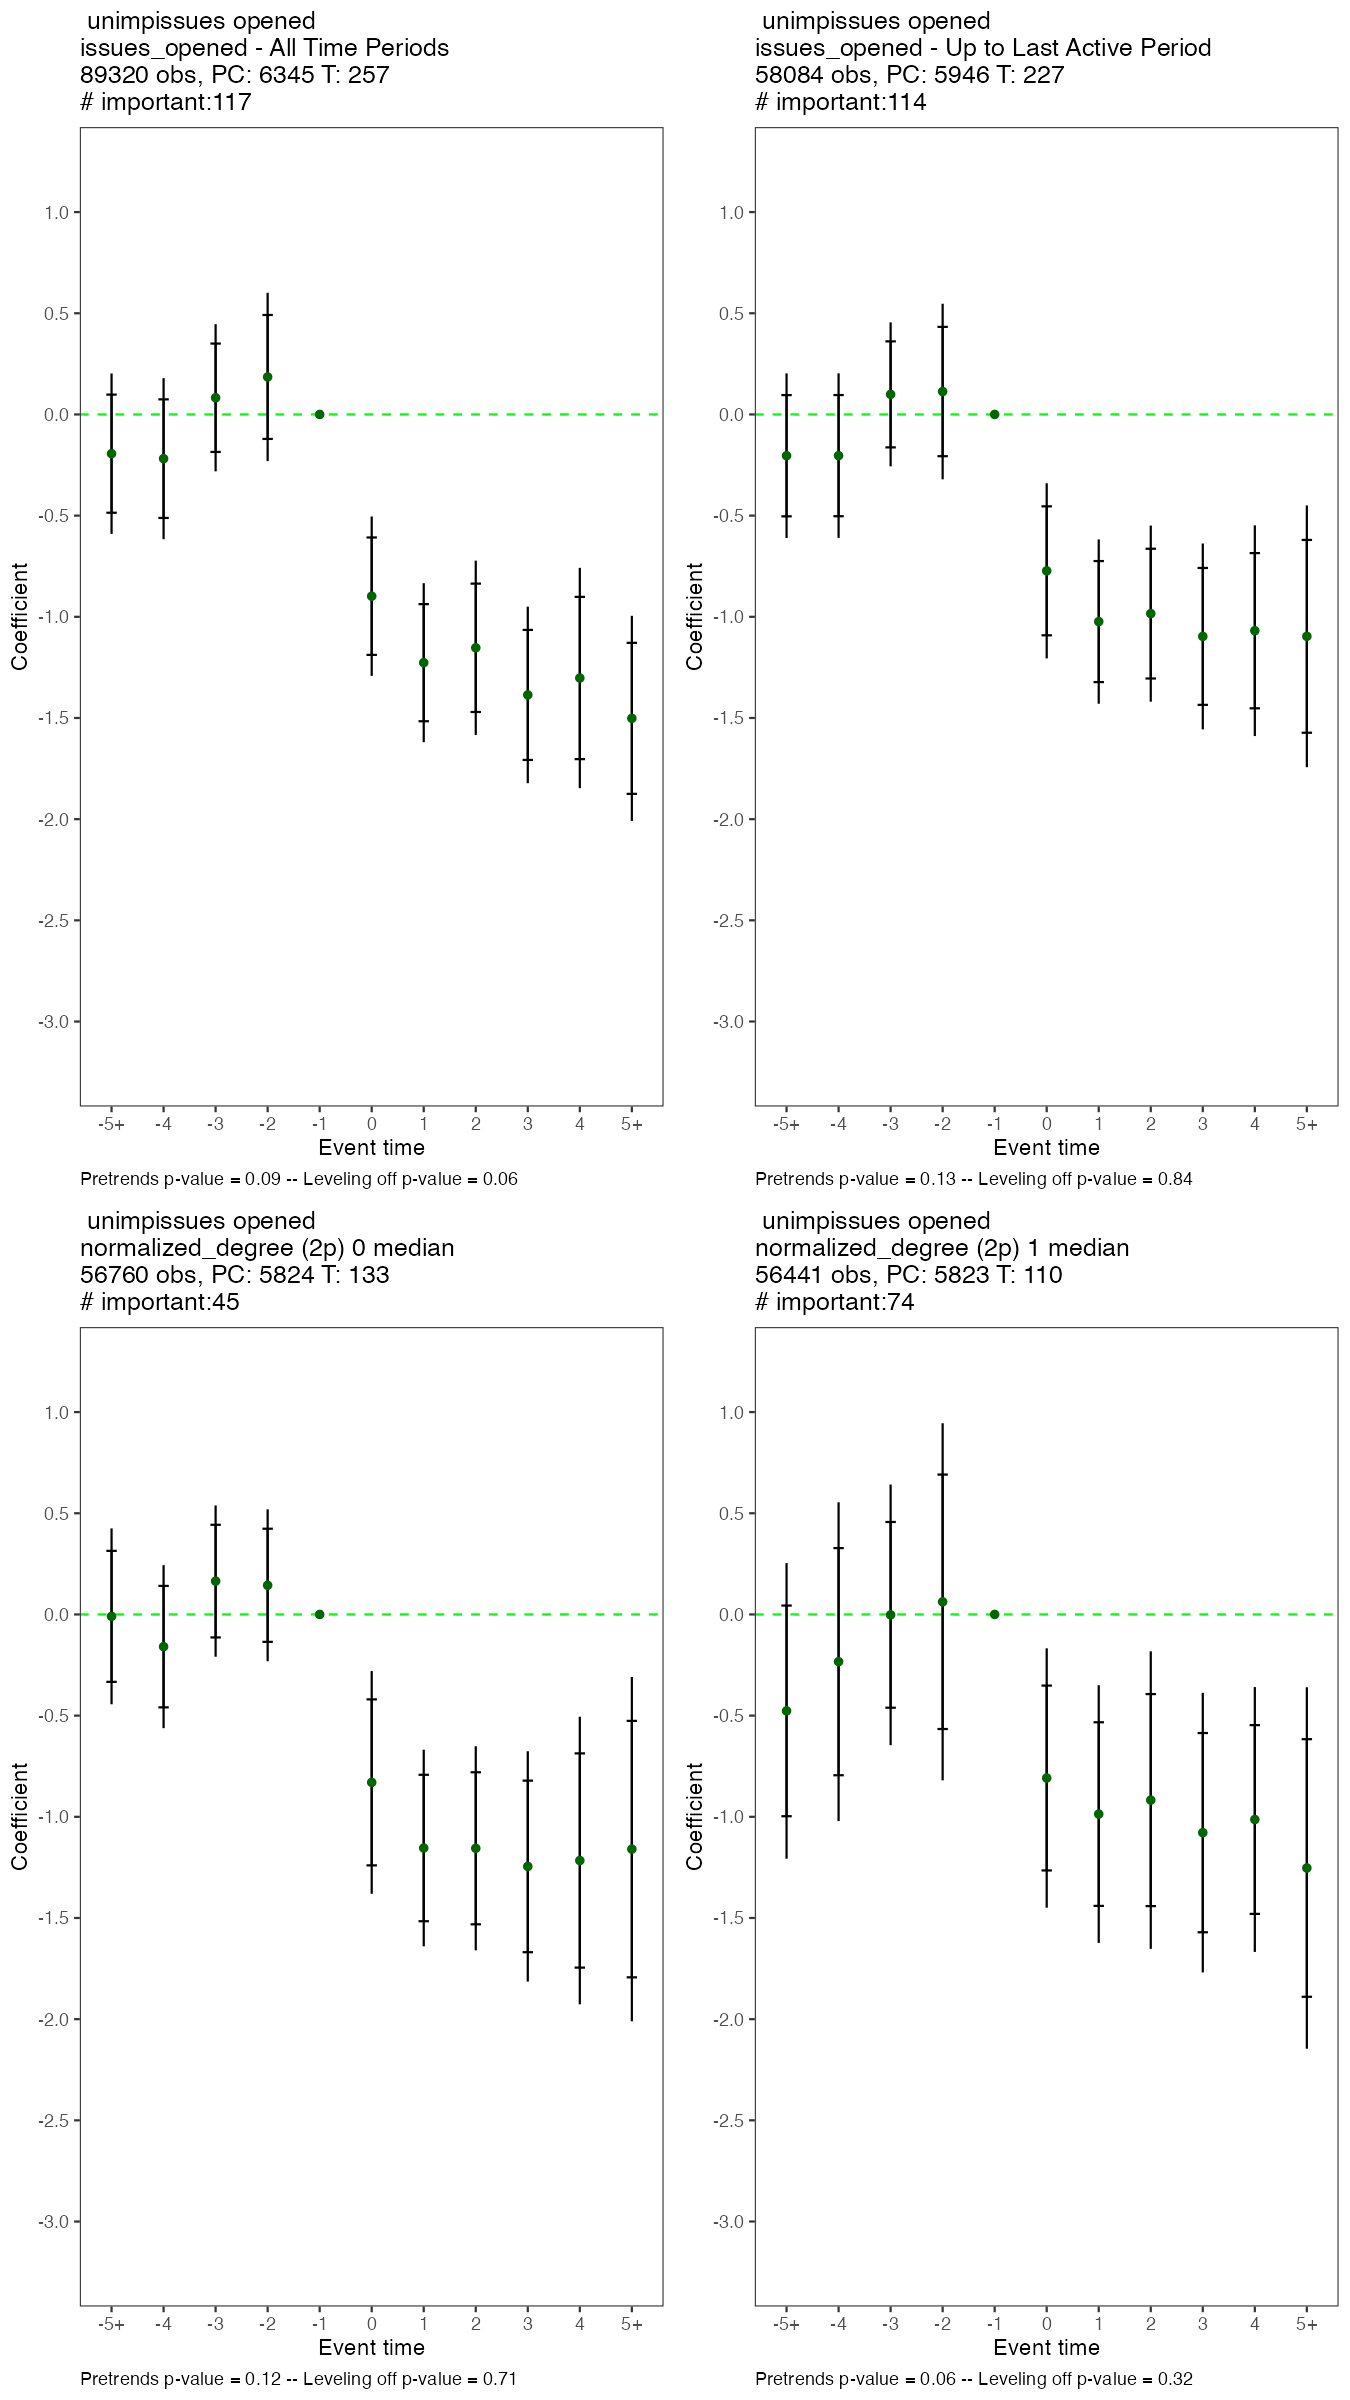 unimpissues opened
issues_opened - All Time Periods
89320 obs, PC: 6345 T: 257
# important:117
1.0
0.5
0.0
-0.5
-1.0
-1.5
-2.0
-2.5
-3.0
Coefficient
-5+ -4 -3 -2 -1 0 1 2 3 4 5+
Event time
Pretrends p-value = 0.09 -- Leveling off p-value = 0.06
unimpissues opened
issues_opened - Up to Last Active Period
58084 obs, PC: 5946 T: 227
# important:114
1.0
0.5
0.0
-0.5
-1.0
-1.5
-2.0
-2.5
-3.0
Coefficient
-5+ -4 -3 -2 -1 0 1 2 3 4 5+
Event time
Pretrends p-value = 0.13 -- Leveling off p-value = 0.84
unimpissues opened
normalized_degree (2p) 0 median
56760 obs, PC: 5824 T: 133
# important:45
1.0
0.5
0.0
-0.5
-1.0
-1.5
-2.0
-2.5
-3.0
Coefficient
-5+ -4 -3 -2 -1 0 1 2 3 4 5+
Event time
Pretrends p-value = 0.12 -- Leveling off p-value = 0.71
unimpissues opened
normalized_degree (2p) 1 median
56441 obs, PC: 5823 T: 110
# important:74
1.0
0.5
0.0
-0.5
-1.0
-1.5
-2.0
-2.5
-3.0
Coefficient
-5+ -4 -3 -2 -1 0 1 2 3 4 5+
Event time
Pretrends p-value = 0.06 -- Leveling off p-value = 0.32